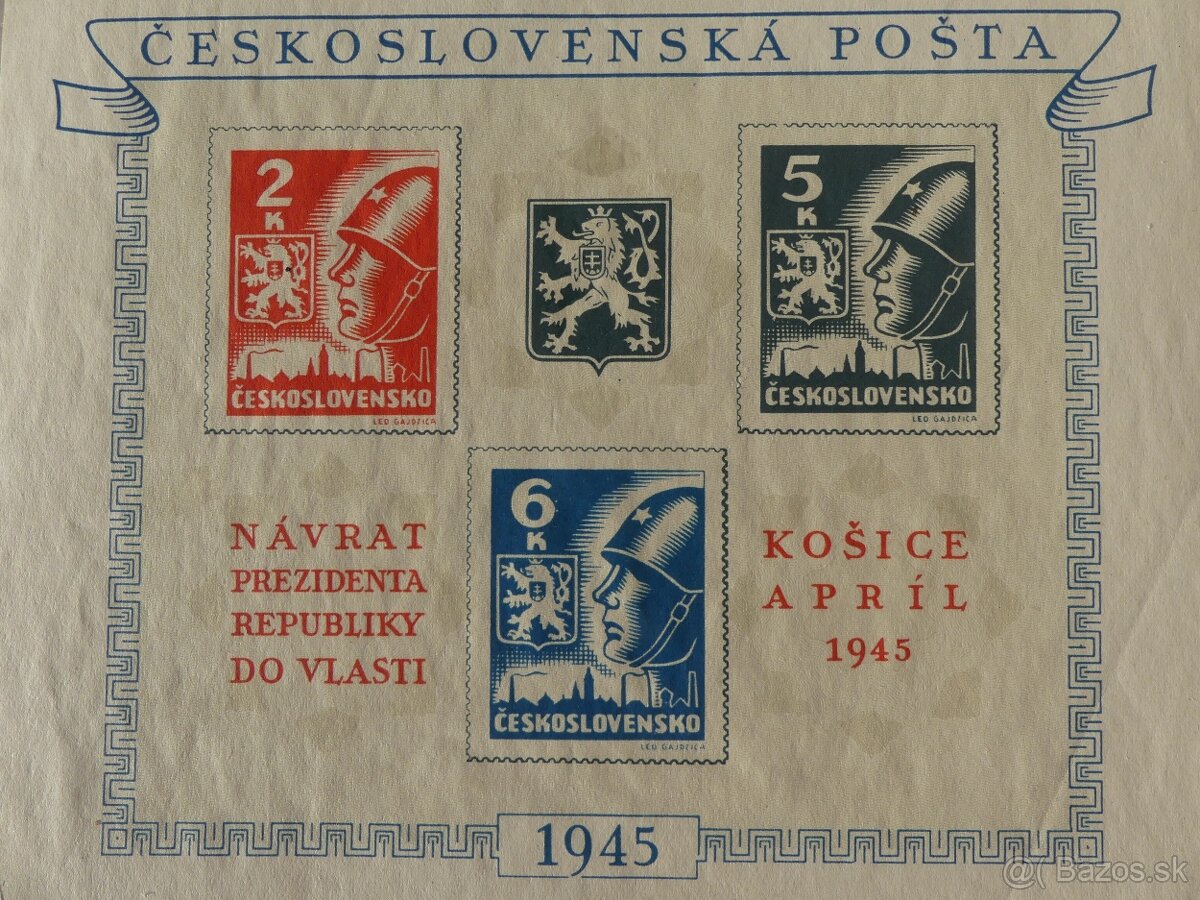 ČESKOSLOVENSKÁ POŠTA
2
K
ČESKOSLOVENSKO
LEO GAJDZICA
5
K
ČESKOSLOVENSKO
LEO GAJDZICA
6
K
ČESKOSLOVENSKO
LEO GAJDZICA
NÁVRAT
PREZIDENTA
REPUBLIKY
DO VLASTI
KOŠICE
APRÍL
1945
1945
@( Bazos.sk